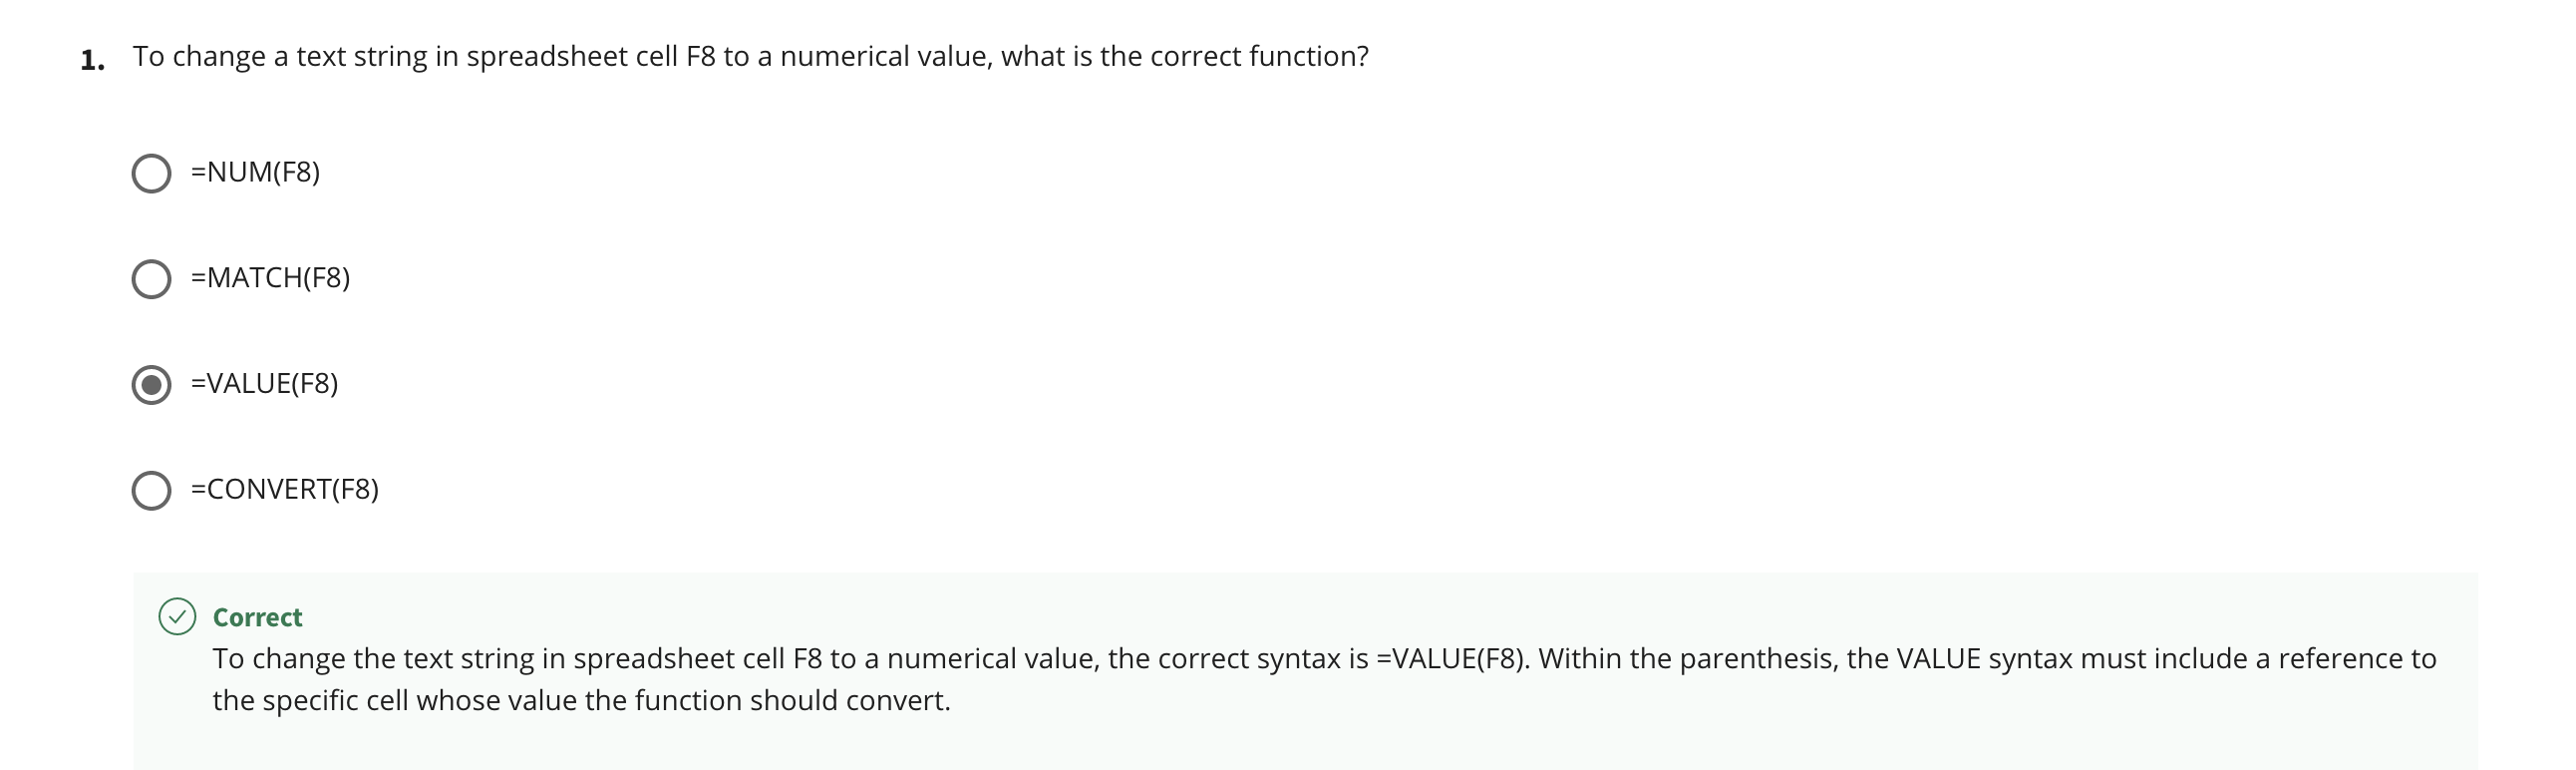 1. To change a text string in spreadsheet cell F8 to a numerical value, what is the correct function?
=NUM(F8)
=MATCH(F8)
=VALUE(F8)
=CONVERT(F8)
Correct
To change the text string in spreadsheet cell F8 to a numerical value, the correct syntax is =VALUE(F8). Within the parenthesis, the VALUE syntax must include a reference to
the specific cell whose value the function should convert.